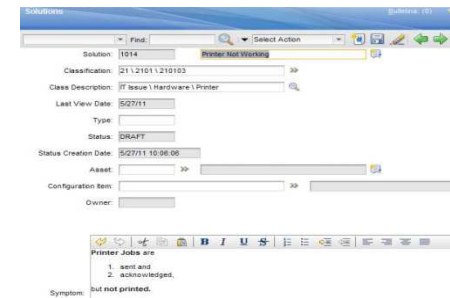 Solutions
Bulletins: (0)
Find: Select Action
Solution: 1014 Printer Not Working
Classification: 21 \ 2101 \ 210103
Class Description: IT Issue \ Hardware \ Printer
Last View Date: 5/27/11
Type:
Status: DRAFT
Status Creation Date: 5/27/11 10:06:06
Asset:
Configuration Item:
Owner:
B I U S
Printer Jobs are
1. sent and
2. acknowledged,
Symptom: but not printed.